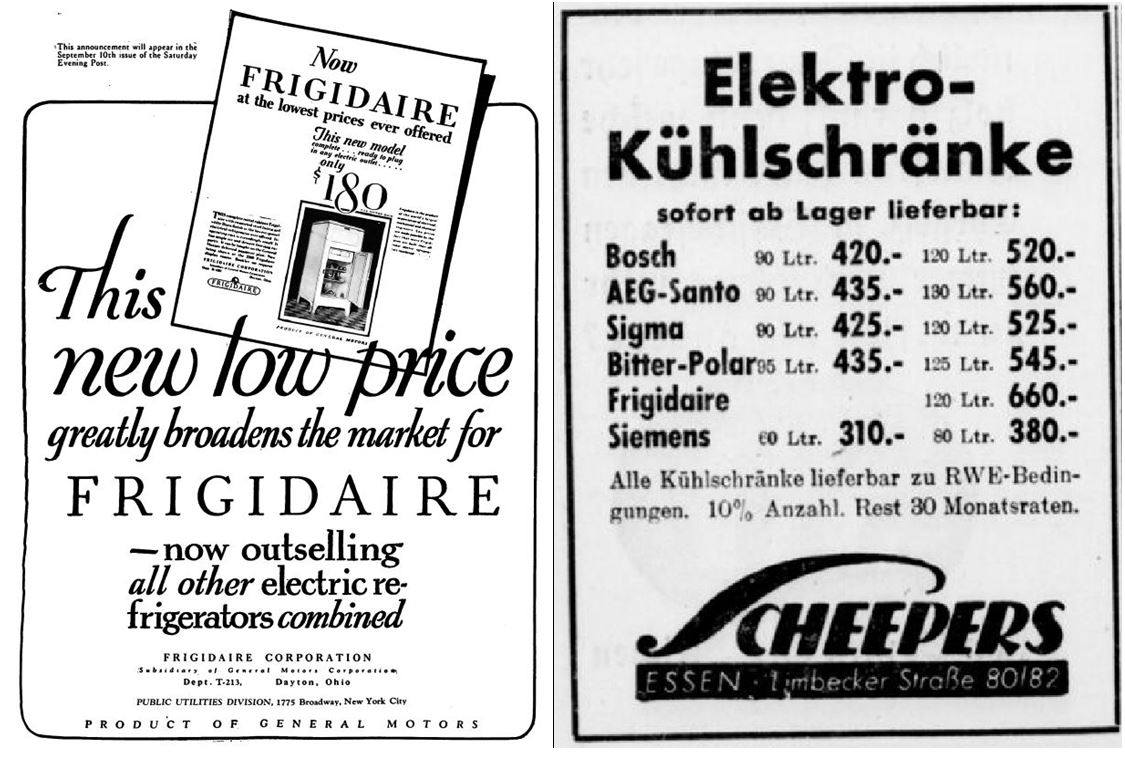 This announcement will appear in the
September 10th issue of the Saturday
Evening Post.
Now
FRIGIDAIRE
at the lowest prices ever offered
This new model
complete . . . ready to plug
in any electric outlet . . . . .
only
$180
FRIGIDAIRE CORPORATION
FRIGIDAIRE
PRODUCT OF GENERAL MOTORS
This
new low price
greatly broadens the market for
FRIGIDAIRE
—now outselling
all other electric re-
frigerators combined
FRIGIDAIRE CORPORATION
Subsidiary of General Motors Corporation
Dept. T-213, Dayton, Ohio
PUBLIC UTILITIES DIVISION, 1775 Broadway, New York City
PRODUCT OF GENERAL MOTORS
Elektro-
Kühlschränke
sofort ab Lager lieferbar:
Bosch 90 Ltr. 420.- 120 Ltr. 520.-
AEG-Santo 90 Ltr. 435.- 130 Ltr. 560.-
Sigma 90 Ltr. 425.- 120 Ltr. 525.-
Bitter-Polar 95 Ltr. 435.- 125 Ltr. 545.-
Frigidaire 120 Ltr. 660.-
Siemens 60 Ltr. 310.- 80 Ltr. 380.-
Alle Kühlschränke lieferbar zu RWE-Bedin-
gungen. 10% Anzahl. Rest 30 Monatsraten.
SCHEEPERS
ESSEN · Limbecker Straße 80/82